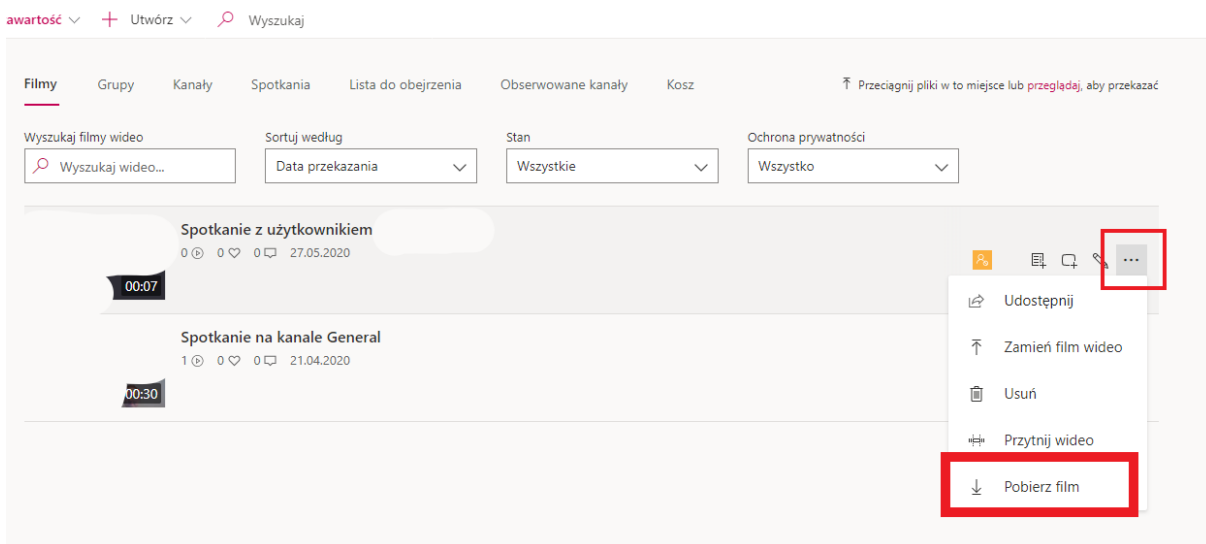 awartość Utwórz Wyszukaj
Filmy Grupy Kanały Spotkania Lista do obejrzenia Obserwowane kanały Kosz Przeciągnij pliki w to miejsce lub przeglądaj, aby przekazać
Wyszukaj filmy wideo Sortuj według Stan Ochrona prywatności
Wyszukaj wideo... Data przekazania Wszystkie Wszystko
Spotkanie z użytkownikiem
0 0 0 27.05.2020
00:07
Udostępnij
Spotkanie na kanale General
Zamień film wideo
1 0 0 21.04.2020
00:30
Usuń
Przytnij wideo
Pobierz film